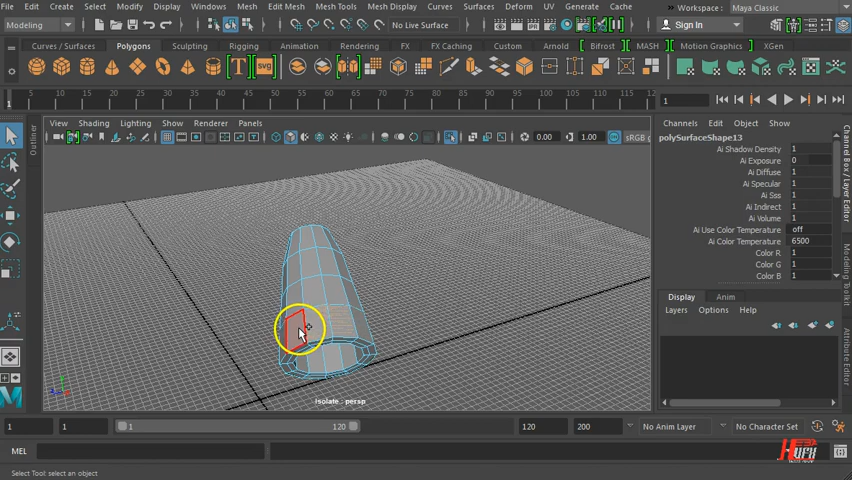 File Edit Create Select Modify Display Windows Mesh Edit Mesh Mesh Tools Mesh Display Curves Surfaces Deform UV Generate Cache » Workspace : Maya Classic
Modeling No Live Surface Sign In
Curves / Surfaces Polygons Sculpting Rigging Animation Rendering FX FX Caching Custom Arnold Bifrost MASH Motion Graphics XGen
T SVG
5 10 15 20 25 30 35 40 45 50 55 60 65 70 75 80 85 90 95 100 105 110 115 120
1
1
View Shading Lighting Show Renderer Panels
0.00 1.00 sRGB g
Channels Edit Object Show
polySurfaceShape13
Ai Shadow Density 1
Ai Exposure 0
Ai Diffuse 1
Ai Specular 1
Ai Sss 1
Ai Indirect 1
Ai Volume 1
Ai Use Color Temperature off
Ai Color Temperature 6500
Color R 1
Color G 1
Color B 1
Display Anim
Layers Options Help
Outliner
Channel Box / Layer Editor
Modeling Toolkit
Attribute Editor
isolate : persp
1 1 1 120 120 200 No Anim Layer No Character Set
MEL
Select Tool: select an object